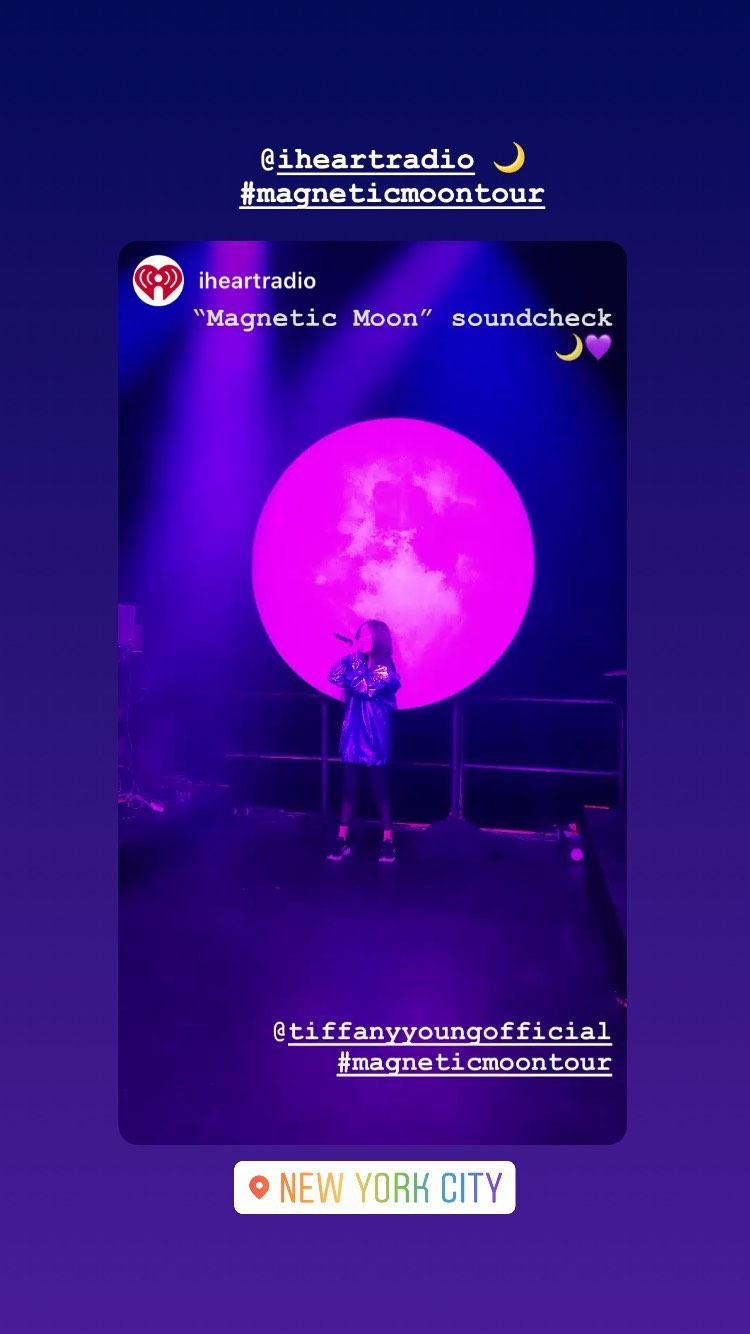 @iheartradio 🌙
#magneticmoontour
iheartradio
“Magnetic Moon” soundcheck
🌙💜
@tiffanyyoungofficial
#magneticmoontour
NEW YORK CITY